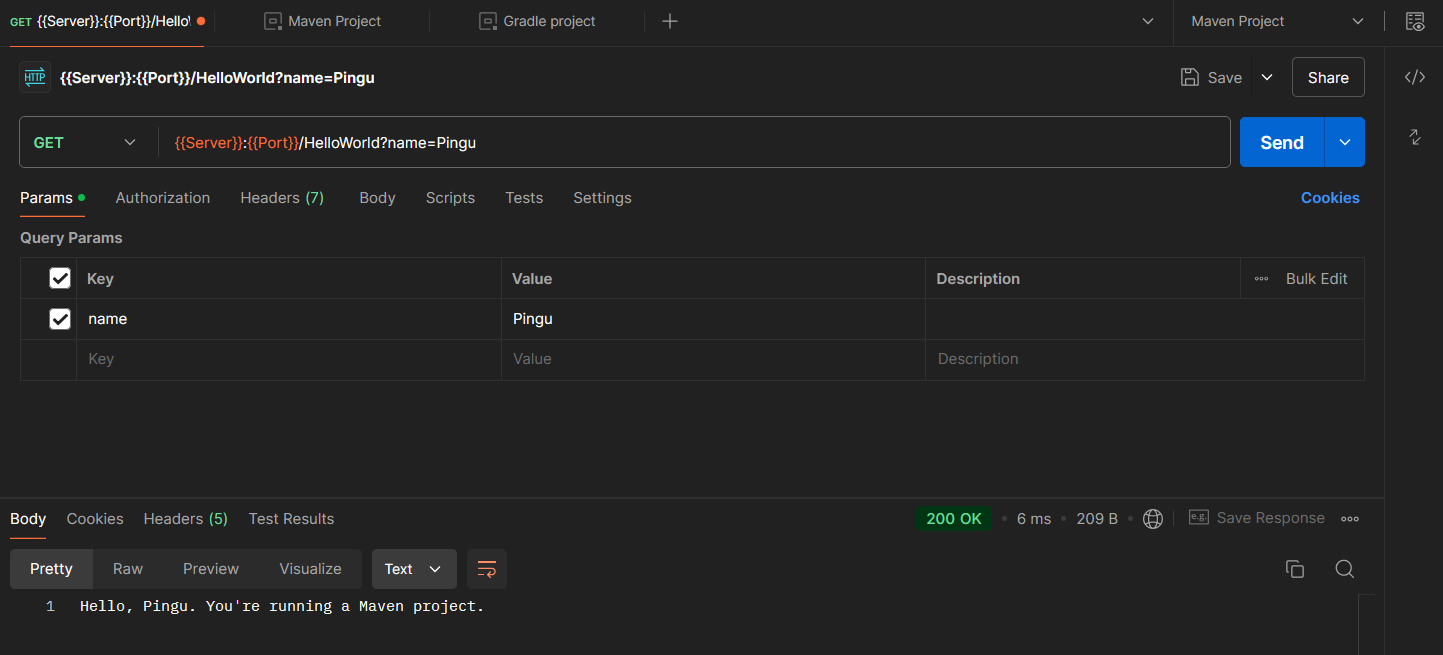 GET {{Server}}:{{Port}}/Hello Maven Project Gradle project Maven Project
HTTP {{Server}}:{{Port}}/HelloWorld?name=Pingu Save Share
GET {{Server}}:{{Port}}/HelloWorld?name=Pingu Send
Params Authorization Headers (7) Body Scripts Tests Settings Cookies
Query Params
Key Value Description Bulk Edit
name Pingu
Key Value Description
Body Cookies Headers (5) Test Results 200 OK 6 ms 209 B e.g. Save Response
Pretty Raw Preview Visualize Text
1 Hello, Pingu. You're running a Maven project.